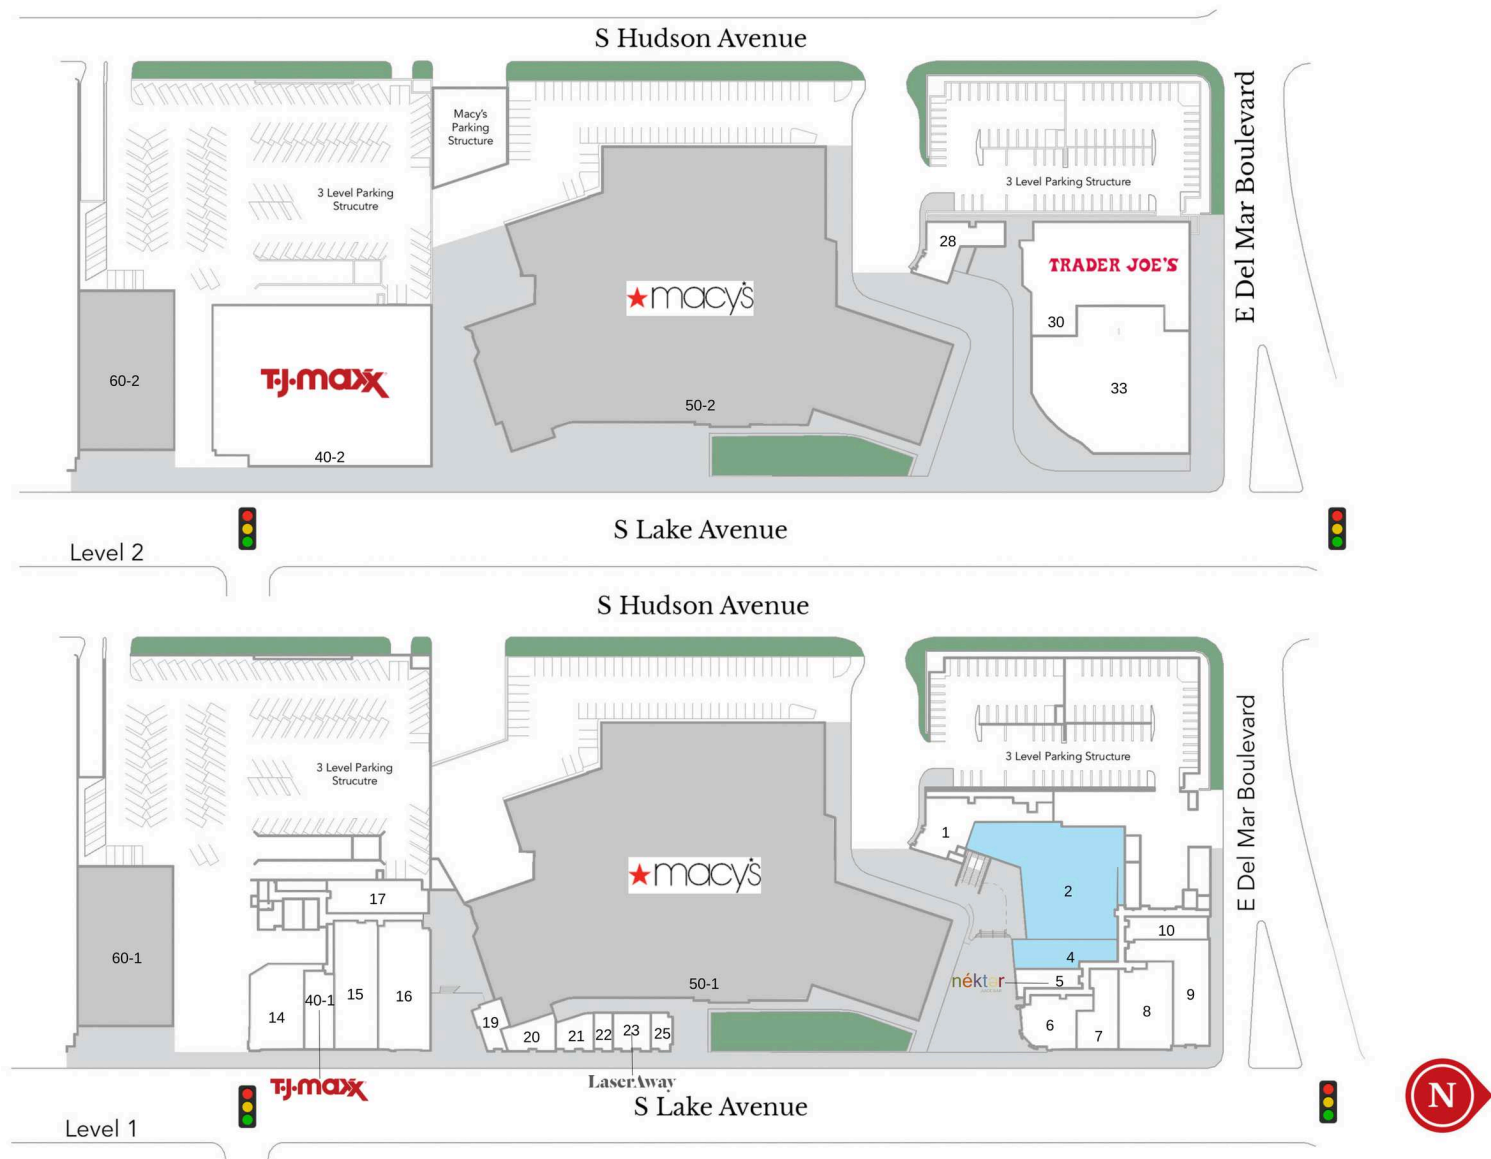 S Hudson Avenue
Macy's
Parking
Structure
3 Level Parking
Strucutre
3 Level Parking Structure
E Del Mar Boulevard
28
TRADER JOE'S
macy's
30
60-2
T·J·maxx
33
50-2
40-2
S Lake Avenue
Level 2
S Hudson Avenue
3 Level Parking
Strucutre
3 Level Parking Structure
E Del Mar Boulevard
1
macy's
2
17
10
60-1
4
néktar
5
50-1
14
40-1
15
16
9
19
20
21
22
23
25
6
7
8
T·J·maxx
LaserAway
S Lake Avenue
N
Level 1